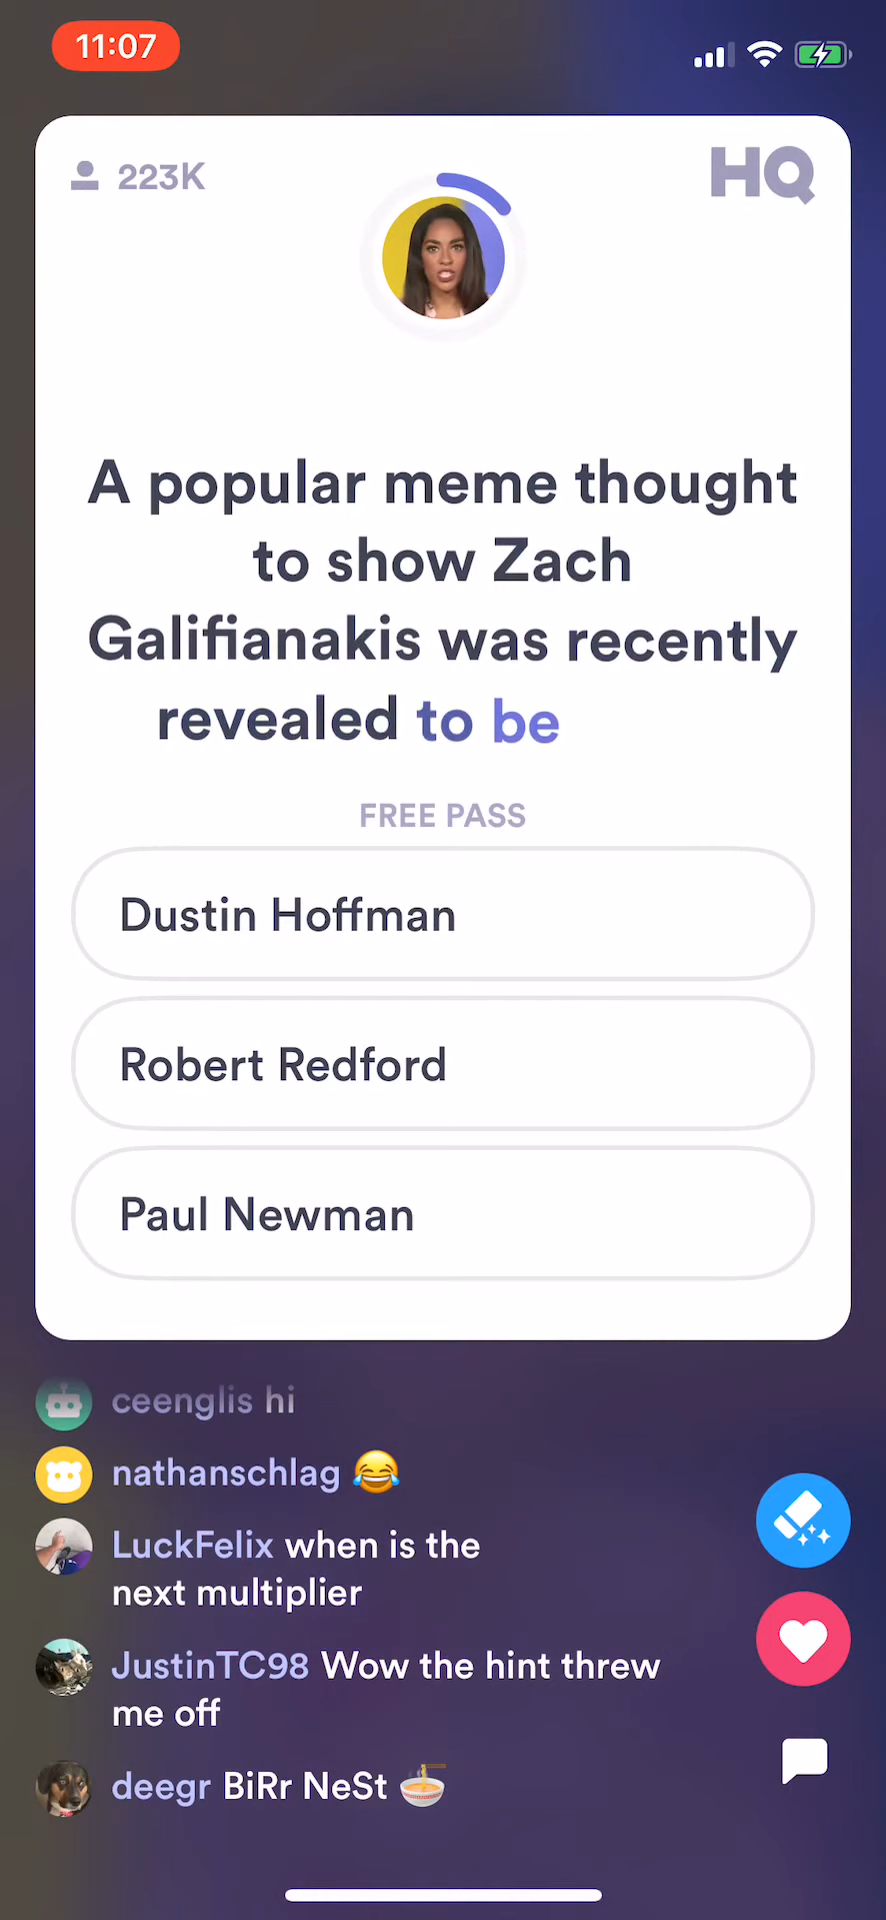 11:07
223K
HQ
A popular meme thought
to show Zach
Galifianakis was recently
revealed to be
FREE PASS
Dustin Hoffman
Robert Redford
Paul Newman
ceenglis hi
nathanschlag 😂
LuckFelix when is the
next multiplier
JustinTC98 Wow the hint threw
me off
deegr BiRr NeSt 🍜